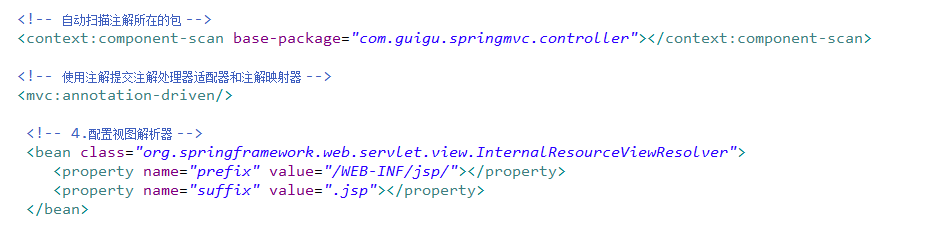 <!-- 自动扫描注解所在的包 -->
<context:component-scan base-package="com.guigu.springmvc.controller"></context:component-scan>
<!-- 使用注解提交注解处理器适配器和注解映射器 -->
<mvc:annotation-driven/>
<!-- 4.配置视图解析器 -->
<bean class="org.springframework.web.servlet.view.InternalResourceViewResolver">
<property name="prefix" value="/WEB-INF/jsp/"></property>
<property name="suffix" value=".jsp"></property>
</bean>